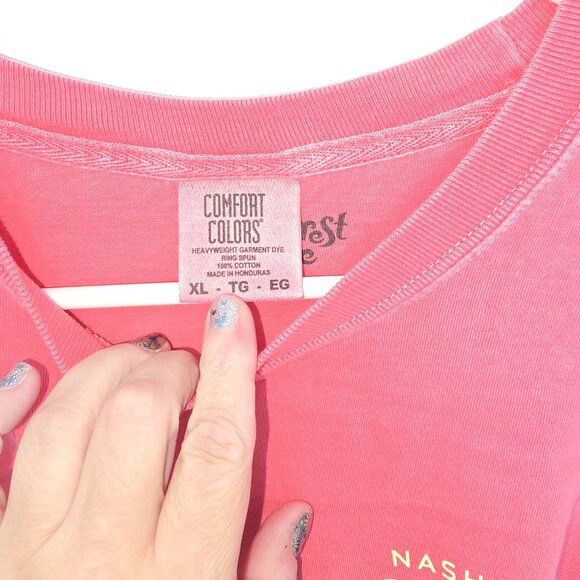 COMFORT
COLORS®
HEAVYWEIGHT GARMENT DYE
RING SPUN
100% COTTON
MADE IN HONDURAS
XL - TG - EG
NASH